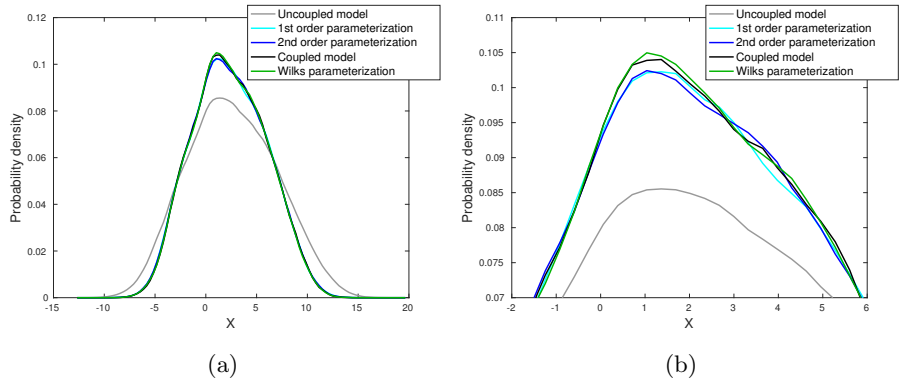 Uncoupled model
1st order parameterization
2nd order parameterization
Coupled model
Wilks parameterization
0.12
0.1
0.08
0.06
0.04
0.02
0
Probability density
-15
-10
-5
0
5
10
15
20
X
(a)
Uncoupled model
1st order parameterization
2nd order parameterization
Coupled model
Wilks parameterization
0.11
0.105
0.1
0.095
0.09
0.085
0.08
0.075
0.07
Probability density
-2
-1
0
1
2
3
4
5
6
X
(b)